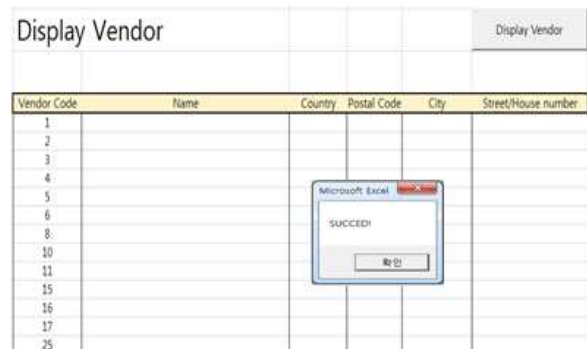 Display Vendor
Display Vendor
Vendor Code Name Country Postal Code City Street/House number
1
2
3
4
5
6
8
10
11
15
16
17
25
Microsoft Excel
SUCCED!
확인